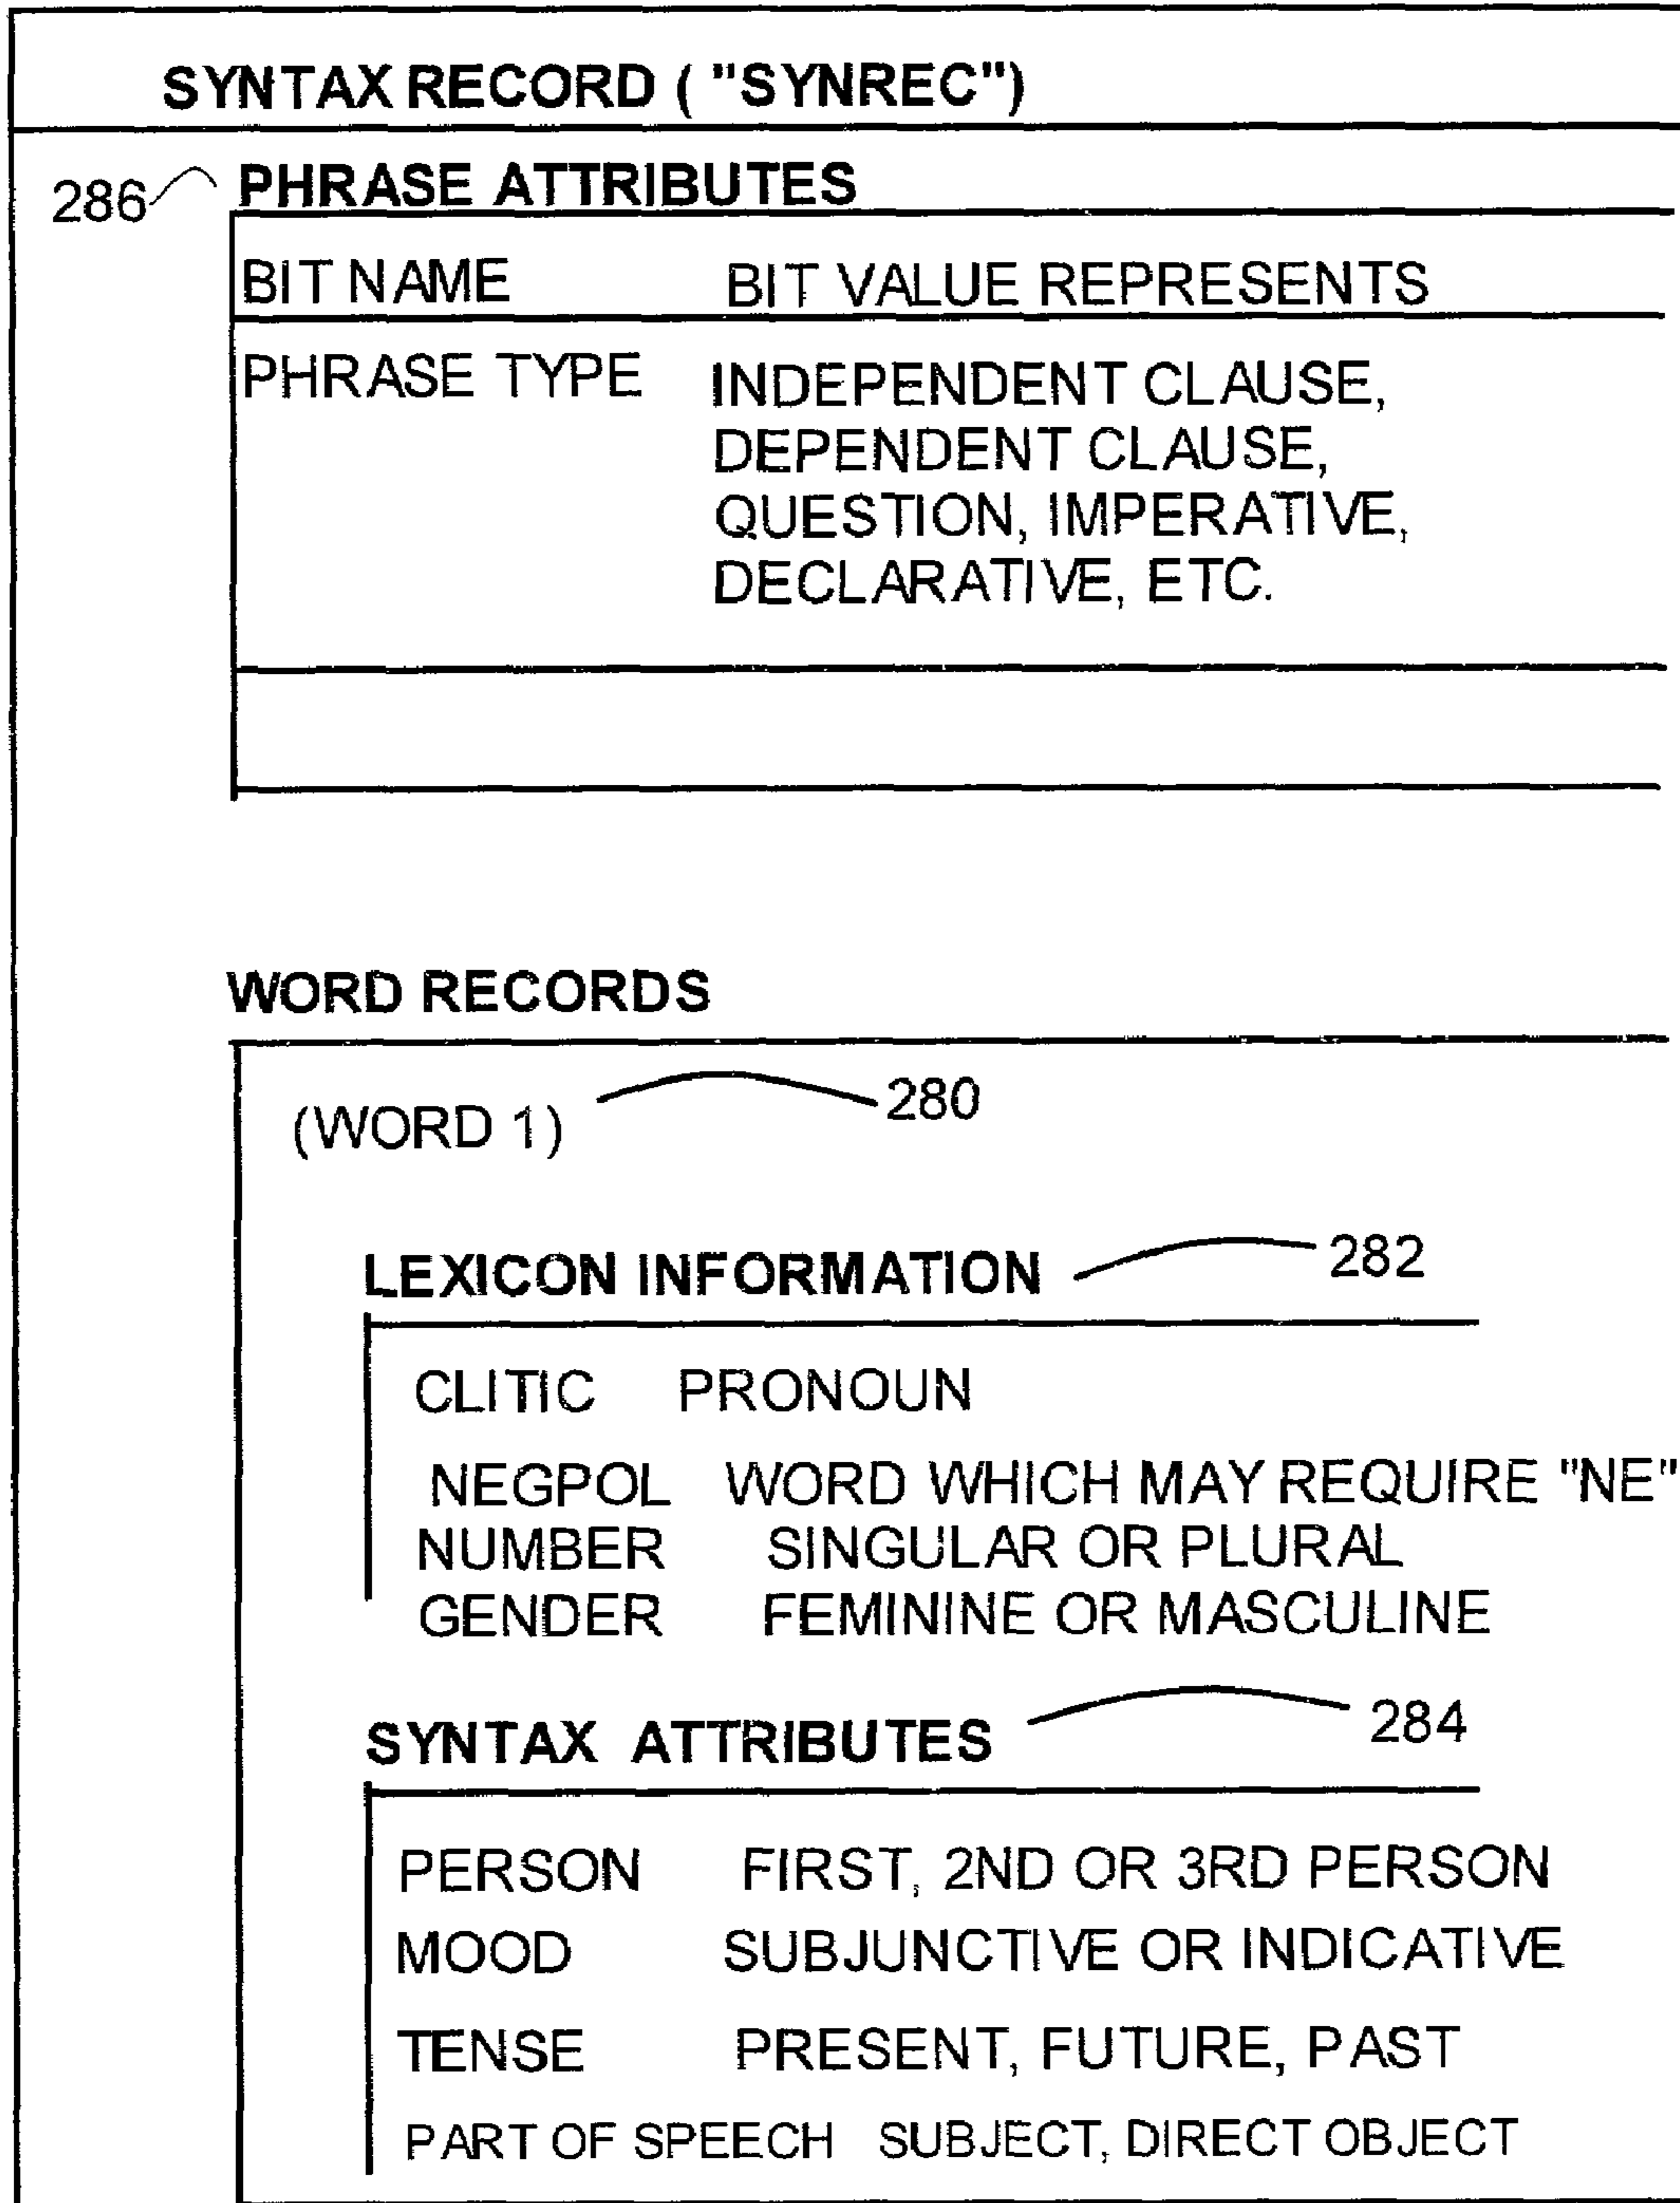 SYNTAX RECORD ( "SYNREC")
286 PHRASE ATTRIBUTES
BIT NAME BIT VALUE REPRESENTS
PHRASE TYPE INDEPENDENT CLAUSE,
DEPENDENT CLAUSE,
QUESTION, IMPERATIVE,
DECLARATIVE, ETC.
WORD RECORDS
(WORD 1) 280
LEXICON INFORMATION 282
CLITIC PRONOUN
NEGPOL WORD WHICH MAY REQUIRE "NE"
NUMBER SINGULAR OR PLURAL
GENDER FEMININE OR MASCULINE
SYNTAX ATTRIBUTES 284
PERSON FIRST, 2ND OR 3RD PERSON
MOOD SUBJUNCTIVE OR INDICATIVE
TENSE PRESENT, FUTURE, PAST
PART OF SPEECH SUBJECT, DIRECT OBJECT